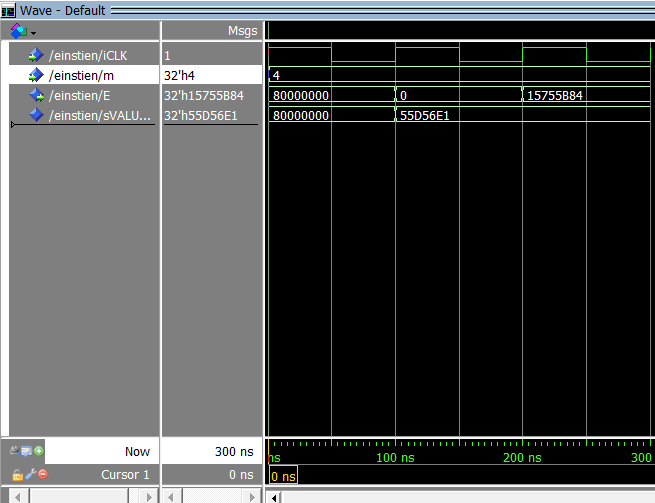 Wave - Default
Msgs
/einstien/iCLK 1
/einstien/m 32'h4 4
/einstien/E 32'h15755B84 80000000 0 15755B84
/einstien/sVALU... 32'h55D56E1 80000000 55D56E1
Now 300 ns ns 100 ns 200 ns 300
Cursor 1 0 ns 0 ns